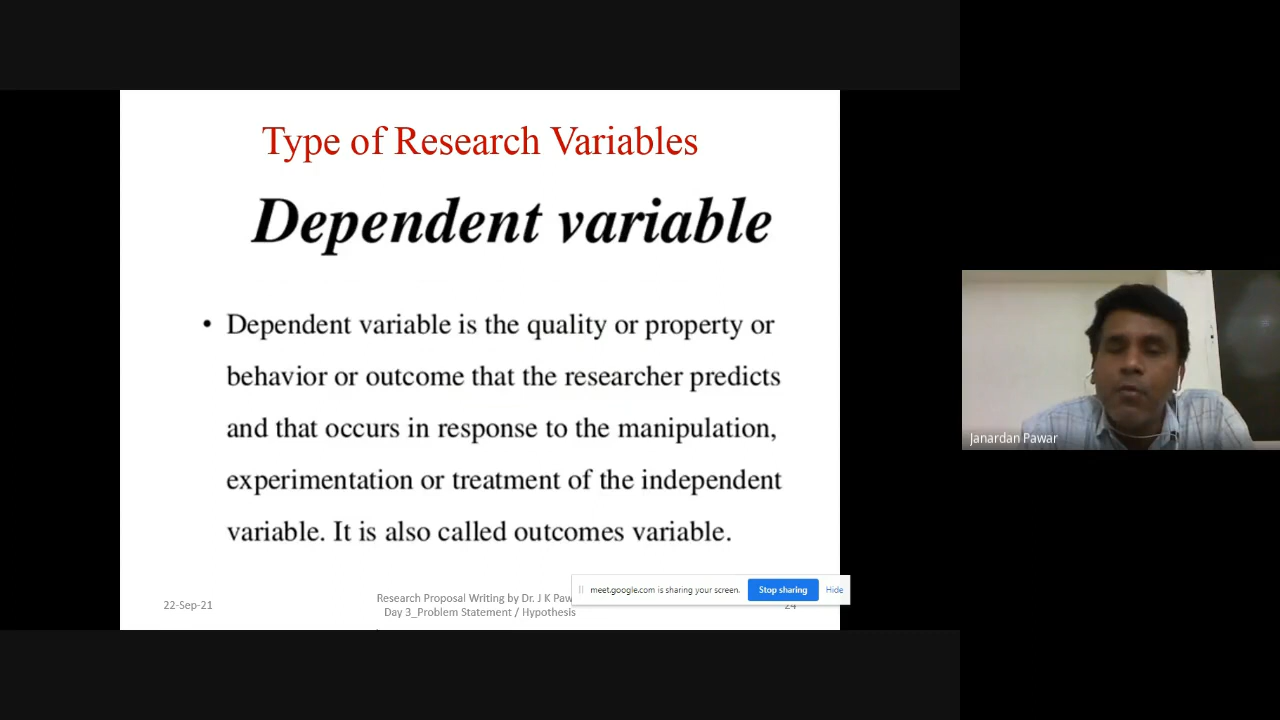 Type of Research Variables
Dependent variable
• Dependent variable is the quality or property or
behavior or outcome that the researcher predicts
and that occurs in response to the manipulation,
experimentation or treatment of the independent
variable. It is also called outcomes variable.
22-Sep-21
Research Proposal Writing by Dr. J K
Day 3_Problem Statement / Hypothesis
24
meet.google.com is sharing your screen.
Stop sharing
Hide
Janardan Pawar